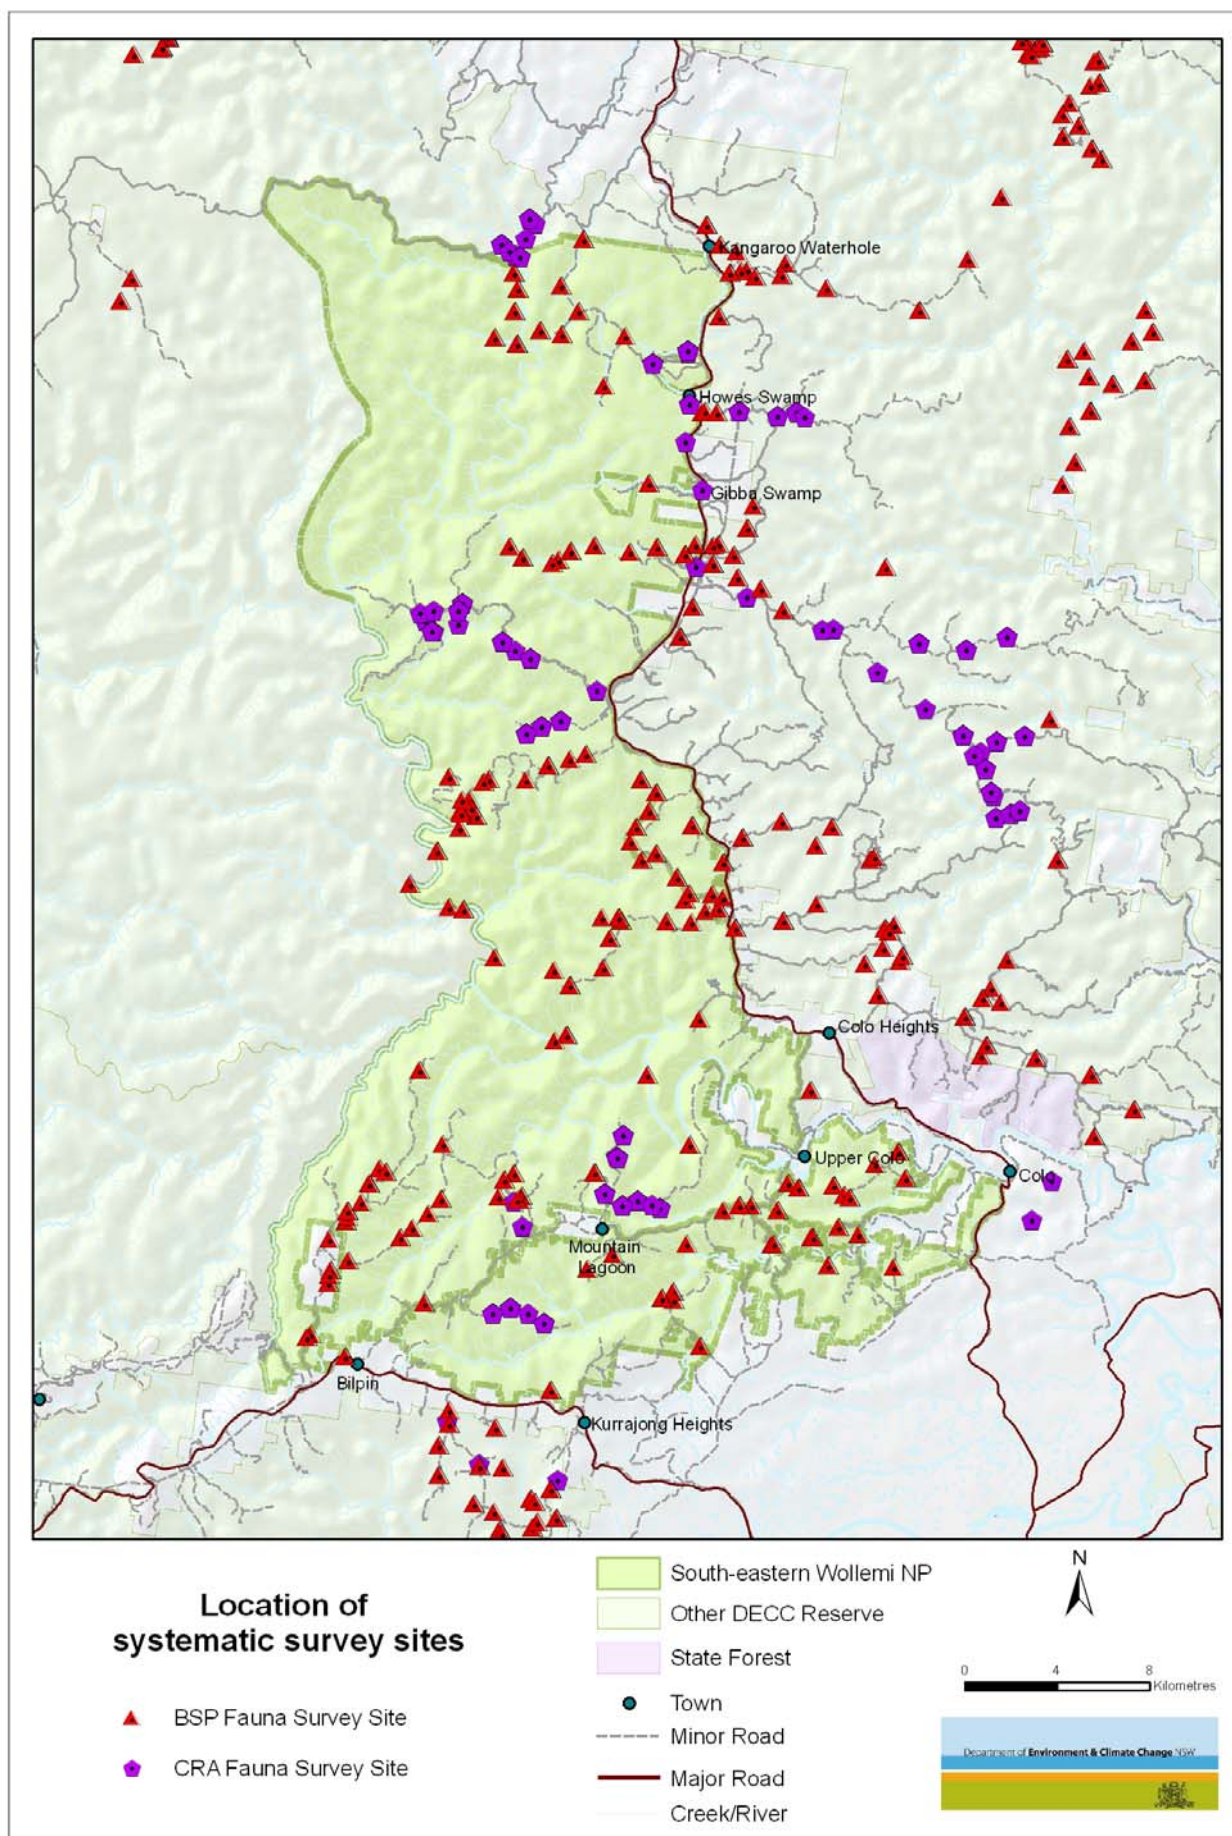 Kangaroo Waterhole
Howes Swamp
Gibba Swamp
Colo Heights
Upper Colo
Colo
Mountain
Lagoon
Bilpin
Kurrajong Heights
Location of
systematic survey sites
BSP Fauna Survey Site
CRA Fauna Survey Site
South-eastern Wollemi NP
Other DECC Reserve
State Forest
Town
Minor Road
Major Road
Creek/River
N
0 4 8
Kilometres
Department of Environment & Climate Change NSW